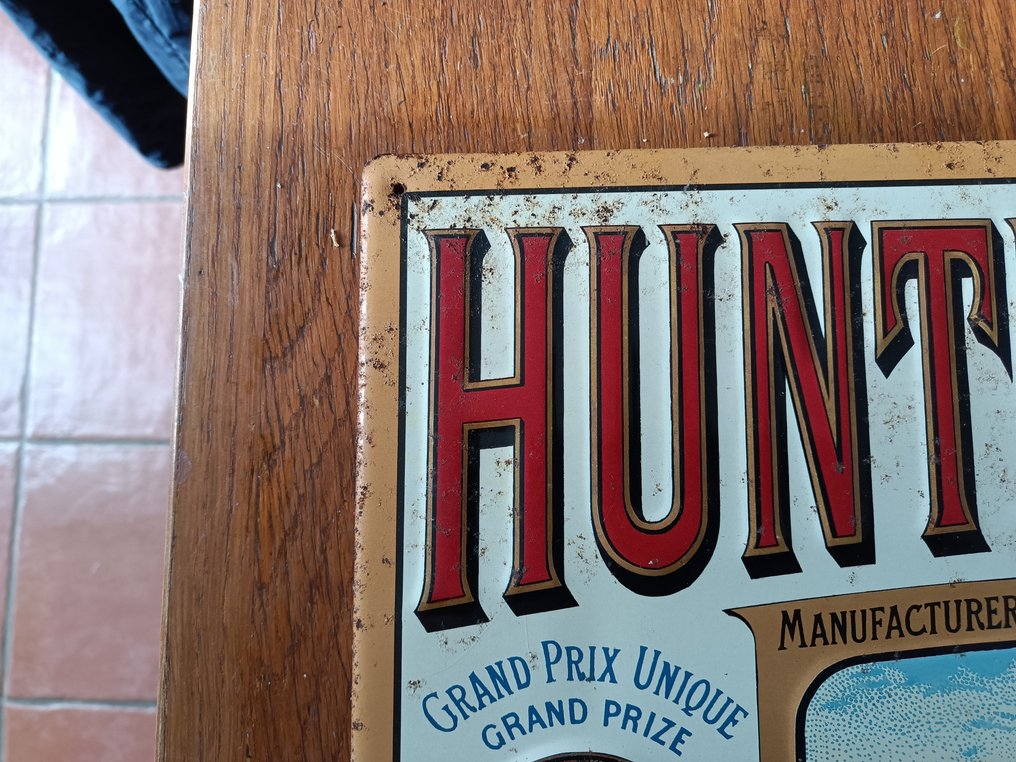 HUNT
MANUFACTURER
GRAND PRIX UNIQUE
GRAND PRIZE